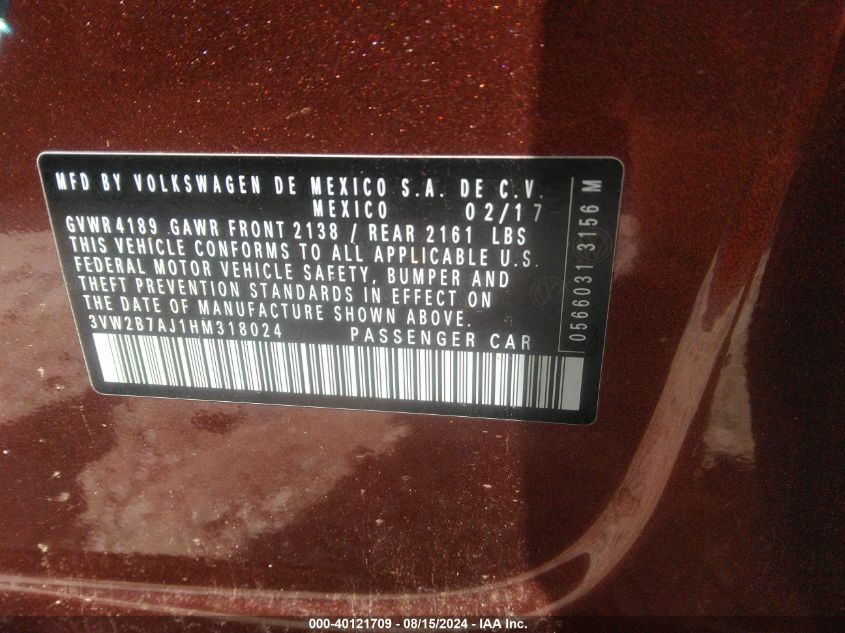 MFD BY VOLKSWAGEN DE MEXICO S.A. DE C.V.
MEXICO 02/17
GVWR 4189 GAWR FRONT 2138 / REAR 2161 LBS
THIS VEHICLE CONFORMS TO ALL APPLICABLE U.S.
FEDERAL MOTOR VEHICLE SAFETY, BUMPER AND
THEFT PREVENTION STANDARDS IN EFFECT ON
THE DATE OF MANUFACTURE SHOWN ABOVE.
3VW2B7AJ1HM318024 PASSENGER CAR
0566031 3156 M
000-40121709 - 08/15/2024 - IAA Inc.